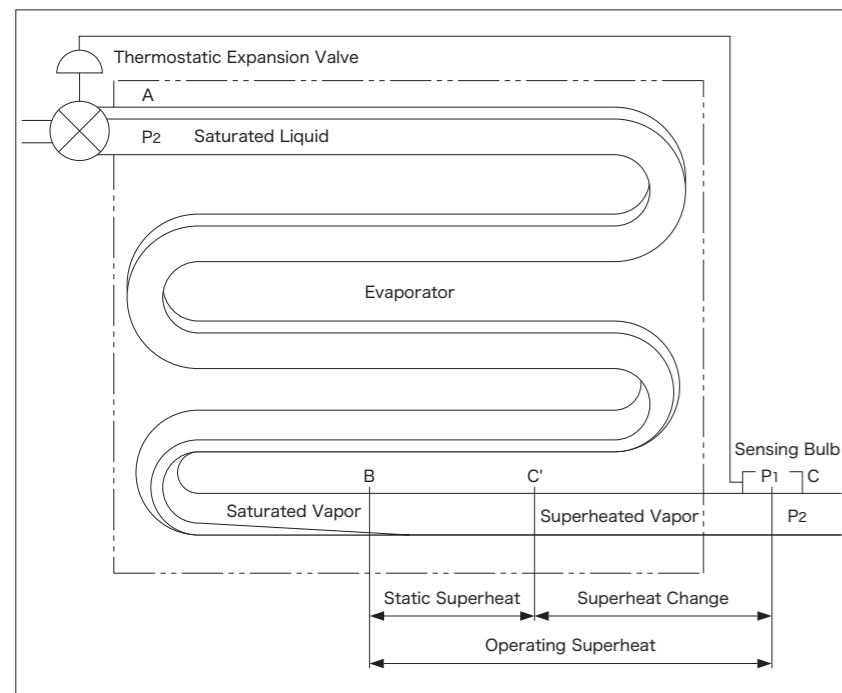 Thermostatic Expansion Valve
A
P2 Saturated Liquid
Evaporator
Sensing Bulb
B C' P1 C
Saturated Vapor Superheated Vapor P2
Static Superheat Superheat Change
Operating Superheat